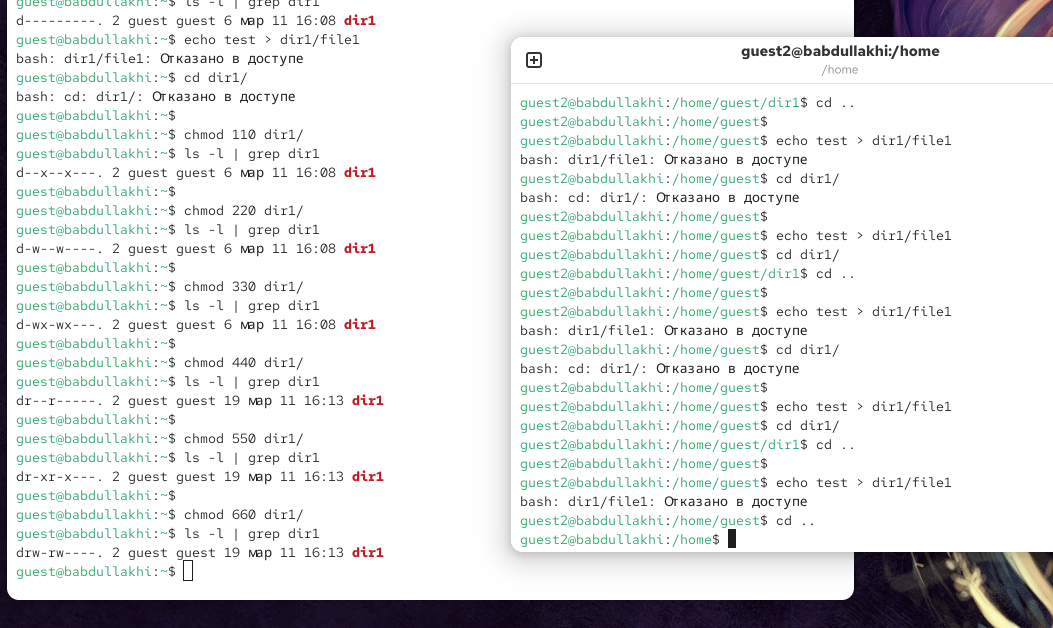 guest@babdullakhi:~$ ls -l | grep dir1
d---------. 2 guest guest 6 мар 11 16:08 dir1
guest@babdullakhi:~$ echo test > dir1/file1
bash: dir1/file1: Отказано в доступе
guest@babdullakhi:~$ cd dir1/
bash: cd: dir1/: Отказано в доступе
guest@babdullakhi:~$
guest@babdullakhi:~$ chmod 110 dir1/
guest@babdullakhi:~$ ls -l | grep dir1
d--x--x---. 2 guest guest 6 мар 11 16:08 dir1
guest@babdullakhi:~$
guest@babdullakhi:~$ chmod 220 dir1/
guest@babdullakhi:~$ ls -l | grep dir1
d-w--w----. 2 guest guest 6 мар 11 16:08 dir1
guest@babdullakhi:~$
guest@babdullakhi:~$ chmod 330 dir1/
guest@babdullakhi:~$ ls -l | grep dir1
d-wx-wx---. 2 guest guest 6 мар 11 16:08 dir1
guest@babdullakhi:~$
guest@babdullakhi:~$ chmod 440 dir1/
guest@babdullakhi:~$ ls -l | grep dir1
dr--r-----. 2 guest guest 19 мар 11 16:13 dir1
guest@babdullakhi:~$
guest@babdullakhi:~$ chmod 550 dir1/
guest@babdullakhi:~$ ls -l | grep dir1
dr-xr-x---. 2 guest guest 19 мар 11 16:13 dir1
guest@babdullakhi:~$
guest@babdullakhi:~$ chmod 660 dir1/
guest@babdullakhi:~$ ls -l | grep dir1
drw-rw----. 2 guest guest 19 мар 11 16:13 dir1
guest@babdullakhi:~$
guest2@babdullakhi:/home
/home
guest2@babdullakhi:/home/guest/dir1$ cd ..
guest2@babdullakhi:/home/guest$
guest2@babdullakhi:/home/guest$ echo test > dir1/file1
bash: dir1/file1: Отказано в доступе
guest2@babdullakhi:/home/guest$ cd dir1/
bash: cd: dir1/: Отказано в доступе
guest2@babdullakhi:/home/guest$
guest2@babdullakhi:/home/guest$ echo test > dir1/file1
guest2@babdullakhi:/home/guest$ cd dir1/
guest2@babdullakhi:/home/guest/dir1$ cd ..
guest2@babdullakhi:/home/guest$
guest2@babdullakhi:/home/guest$ echo test > dir1/file1
bash: dir1/file1: Отказано в доступе
guest2@babdullakhi:/home/guest$ cd dir1/
bash: cd: dir1/: Отказано в доступе
guest2@babdullakhi:/home/guest$
guest2@babdullakhi:/home/guest$ echo test > dir1/file1
guest2@babdullakhi:/home/guest$ cd dir1/
guest2@babdullakhi:/home/guest/dir1$ cd ..
guest2@babdullakhi:/home/guest$
guest2@babdullakhi:/home/guest$ echo test > dir1/file1
bash: dir1/file1: Отказано в доступе
guest2@babdullakhi:/home/guest$ cd ..
guest2@babdullakhi:/home$